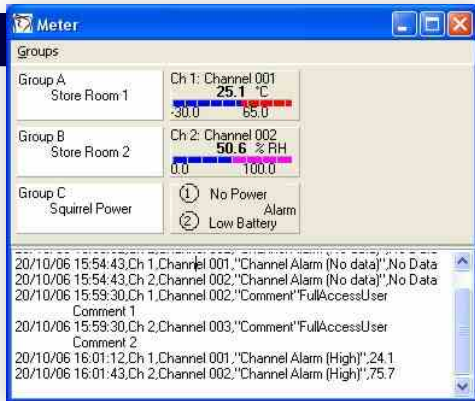 Meter
Groups
Group A
Store Room 1
Ch 1: Channel 001
25.1 °C
-30.0 65.0
Group B
Store Room 2
Ch 2: Channel 002
50.6 % RH
0.0 100.0
Group C
Squirrel Power
1 No Power
Alarm
2 Low Battery
20/10/06 15:54:43,Ch 1,Channel 001,"Channel Alarm (No data)",No Data
20/10/06 15:54:43,Ch 2,Channel 002,"Channel Alarm (No data)",No Data
20/10/06 15:59:30,Ch 1,Channel 002,"Comment"FullAccessUser
Comment 1
20/10/06 15:59:30,Ch 2,Channel 003,"Comment"FullAccessUser
Comment 2
20/10/06 16:01:12,Ch 1,Channel 001,"Channel Alarm (High)",24.1
20/10/06 16:01:43,Ch 2,Channel 002,"Channel Alarm (High)",75.7